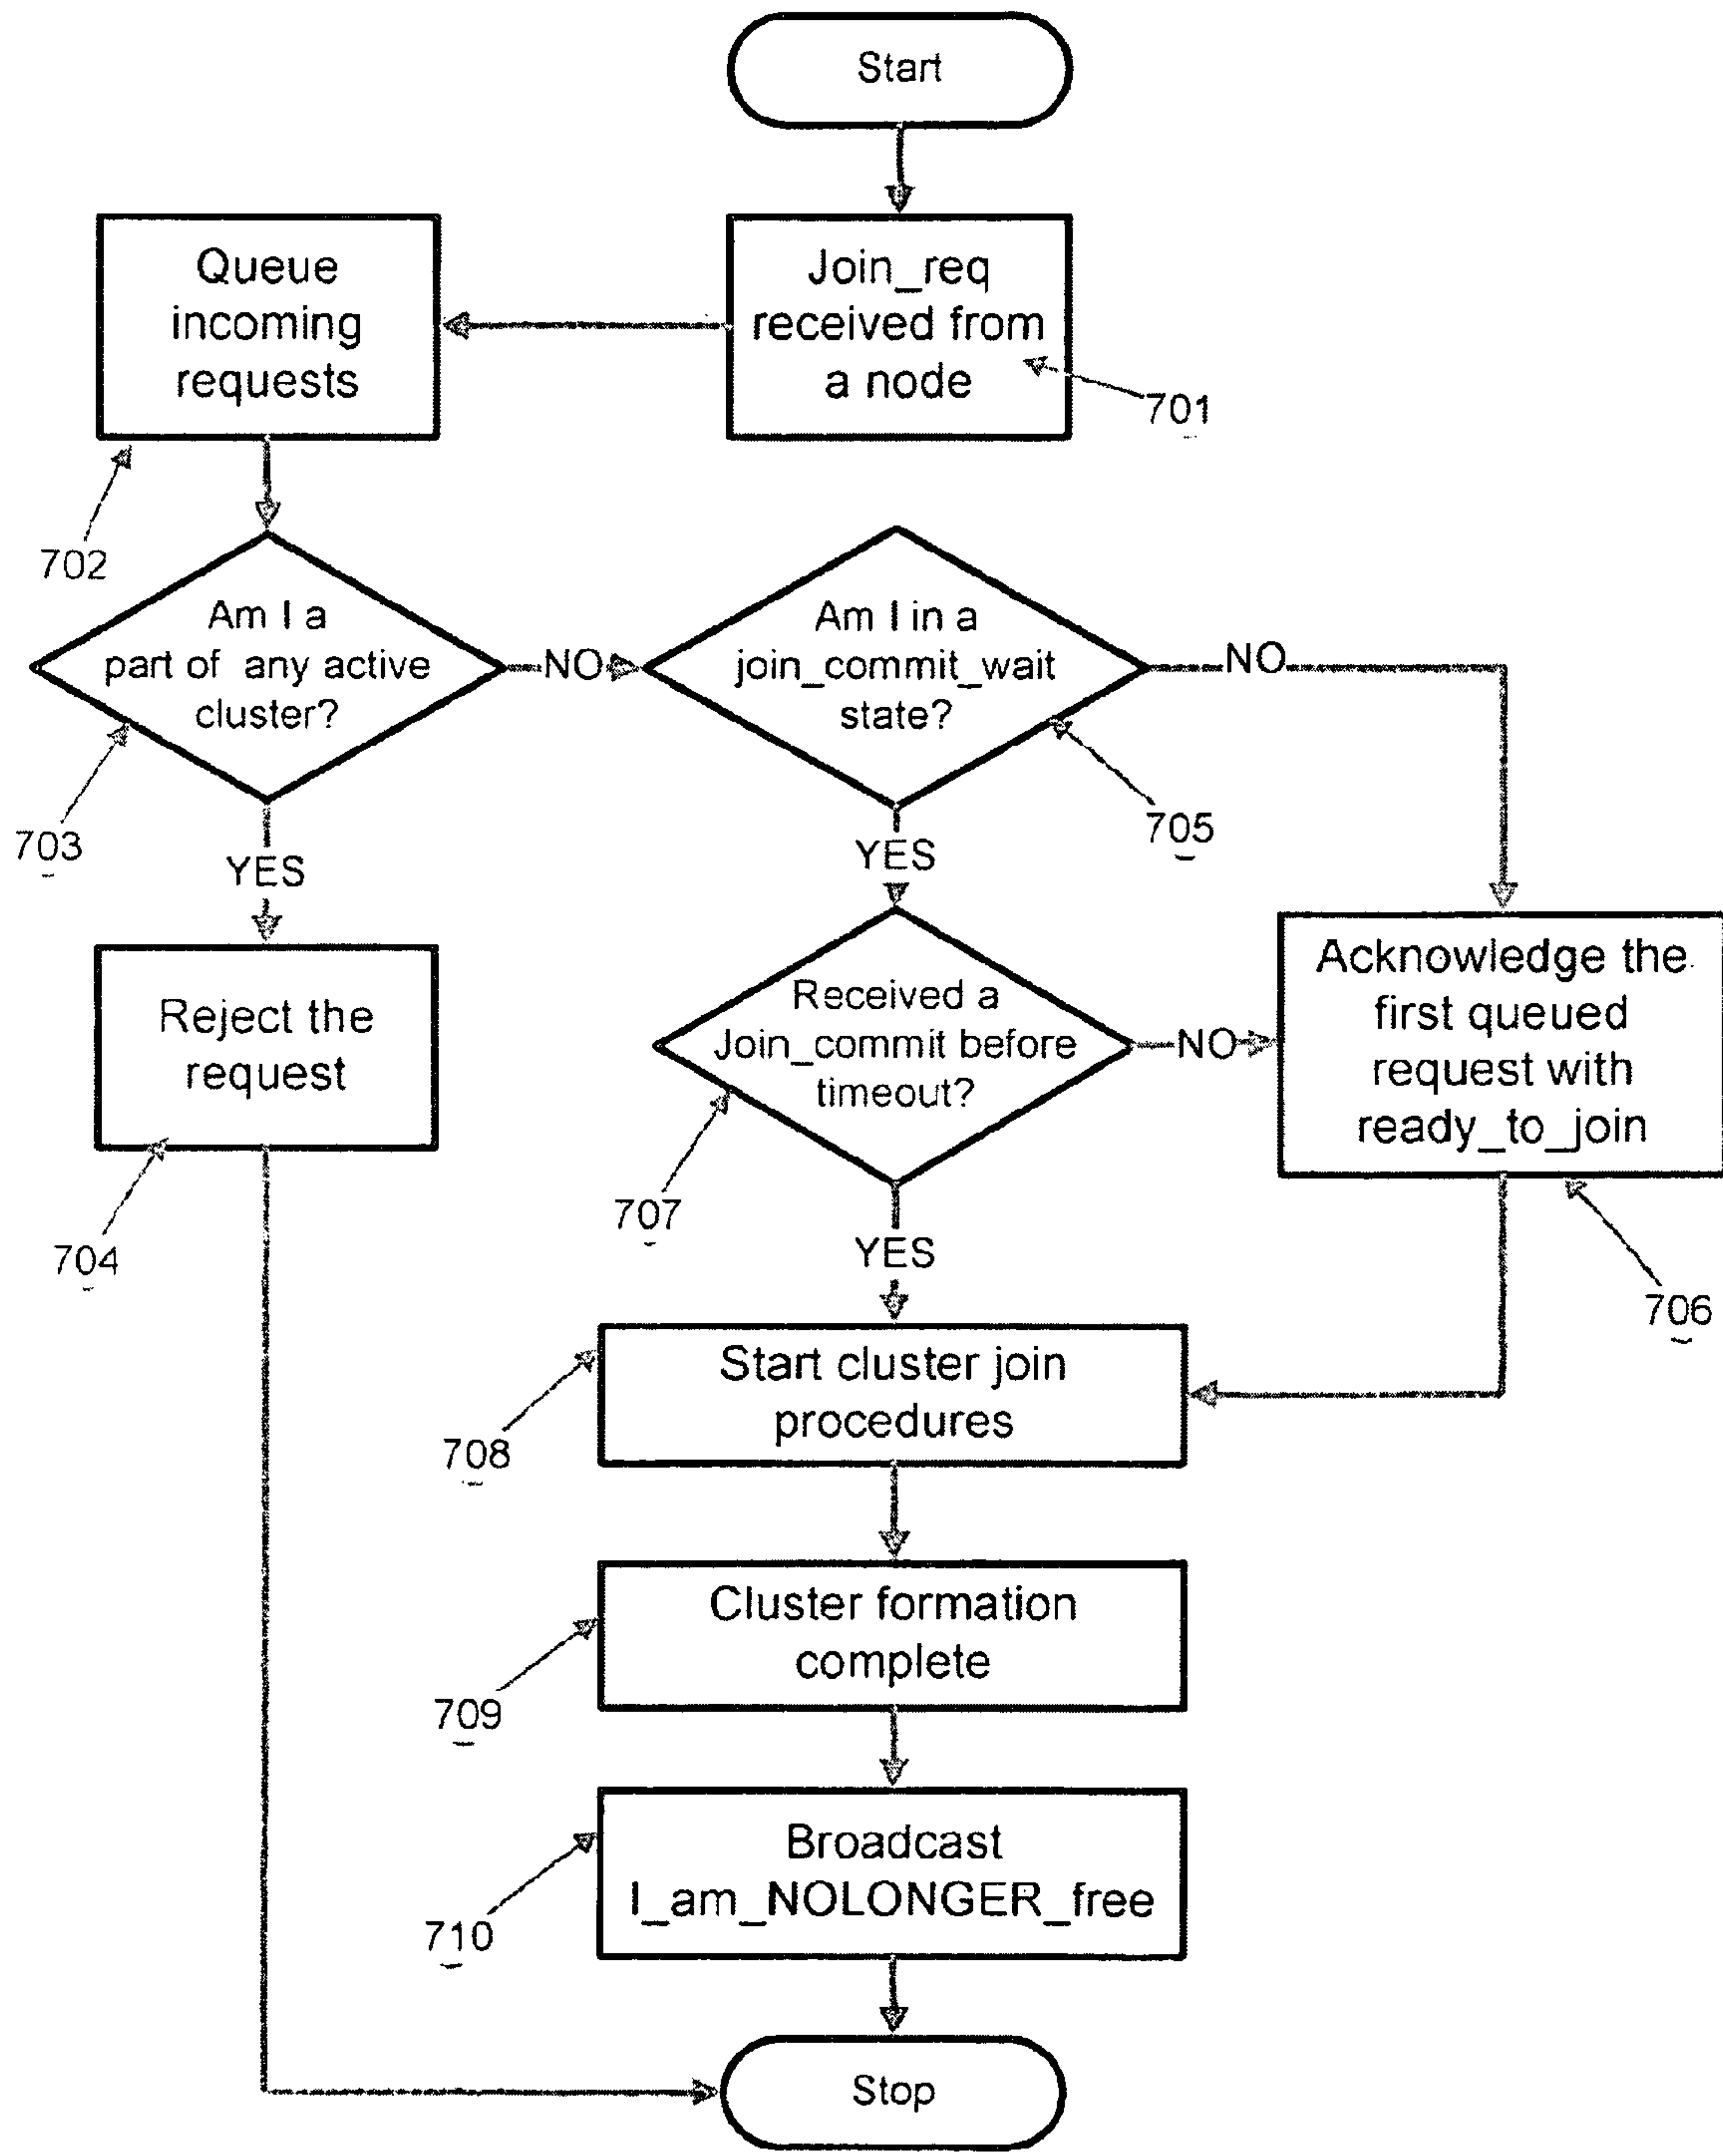 Start
Join_req
received from
a node
701
Queue
incoming
requests
702
Am I a
part of any active
cluster?
703
NO
Am I in a
join_commit_wait
state?
705
NO
YES
Reject the
request
704
YES
Received a
Join_commit before
timeout?
707
NO
Acknowledge the
first queued
request with
ready_to_join
706
YES
Start cluster join
procedures
708
Cluster formation
complete
709
Broadcast
I_am_NOLONGER_free
710
Stop